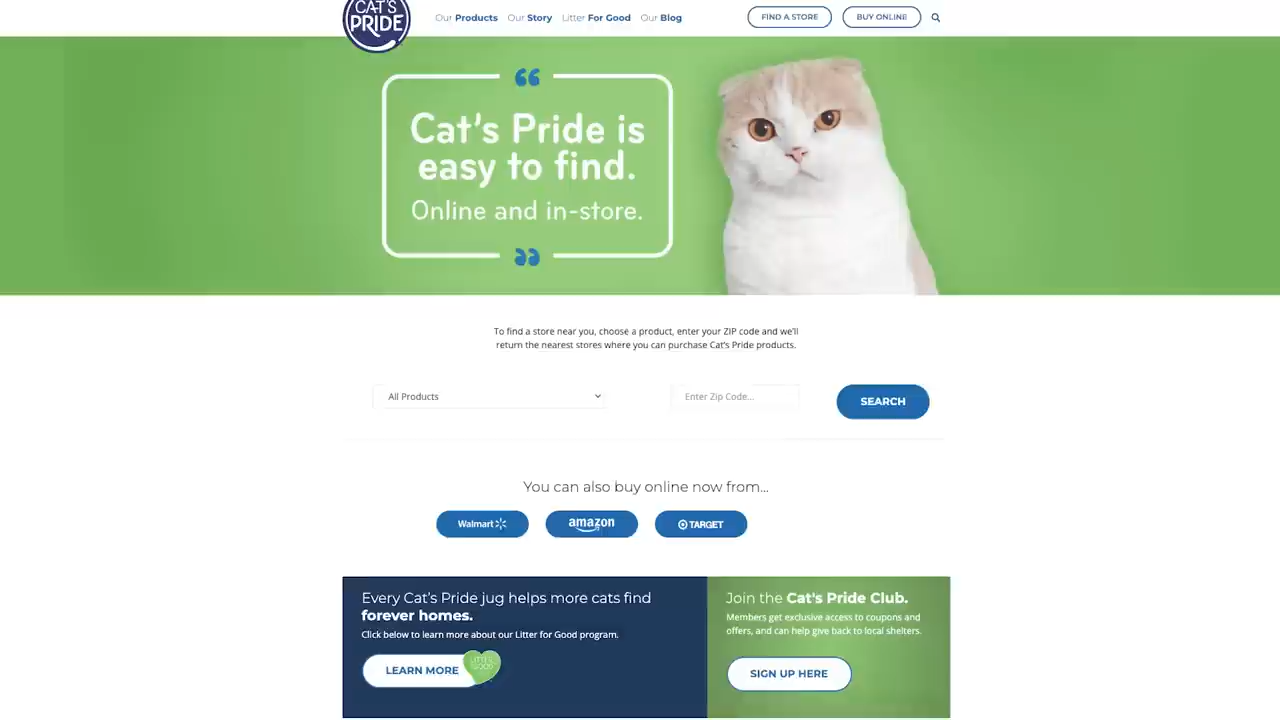 CAT'S
PRIDE
Our Products Our Story Litter For Good Our Blog
FIND A STORE
BUY ONLINE
Cat's Pride is
easy to find.
Online and in-store.
To find a store near you, choose a product, enter your ZIP code and we'll
return the nearest stores where you can purchase Cat's Pride products.
All Products
Enter Zip Code...
SEARCH
You can also buy online now from...
Walmart
amazon
TARGET
Every Cat's Pride jug helps more cats find
forever homes.
Click below to learn more about our Litter for Good program.
LEARN MORE
LITTER
GOOD
Join the Cat's Pride Club.
Members get exclusive access to coupons and
offers, and can help give back to local shelters.
SIGN UP HERE